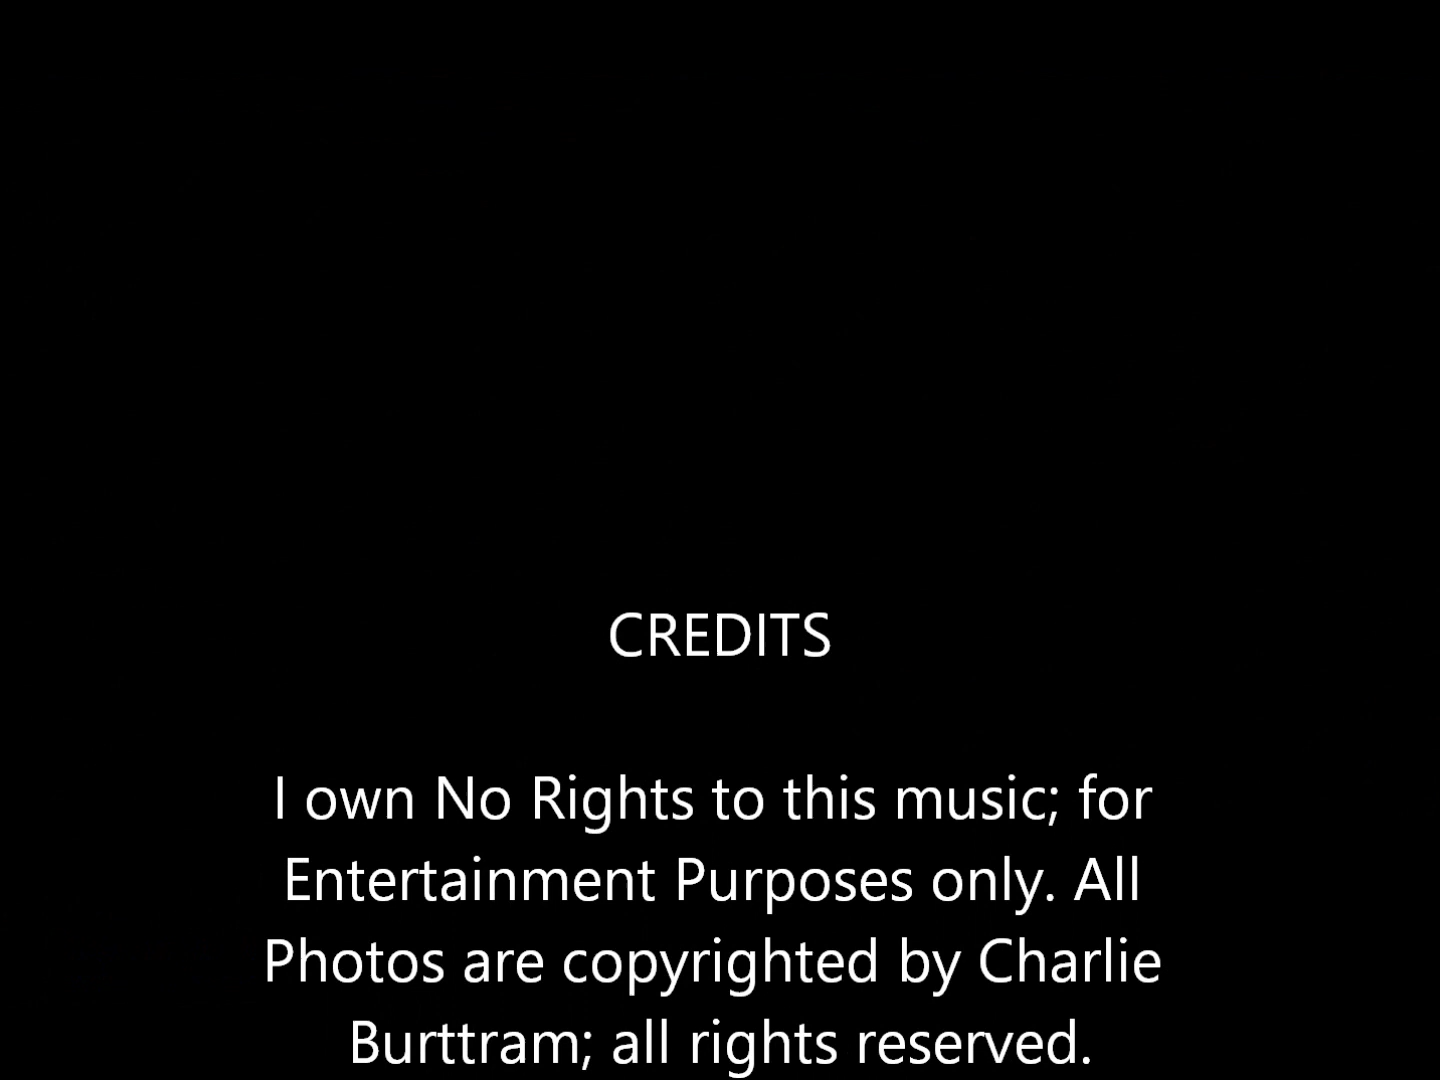 CREDITS
I own No Rights to this music; for
Entertainment Purposes only. All
Photos are copyrighted by Charlie
Burttram; all rights reserved.